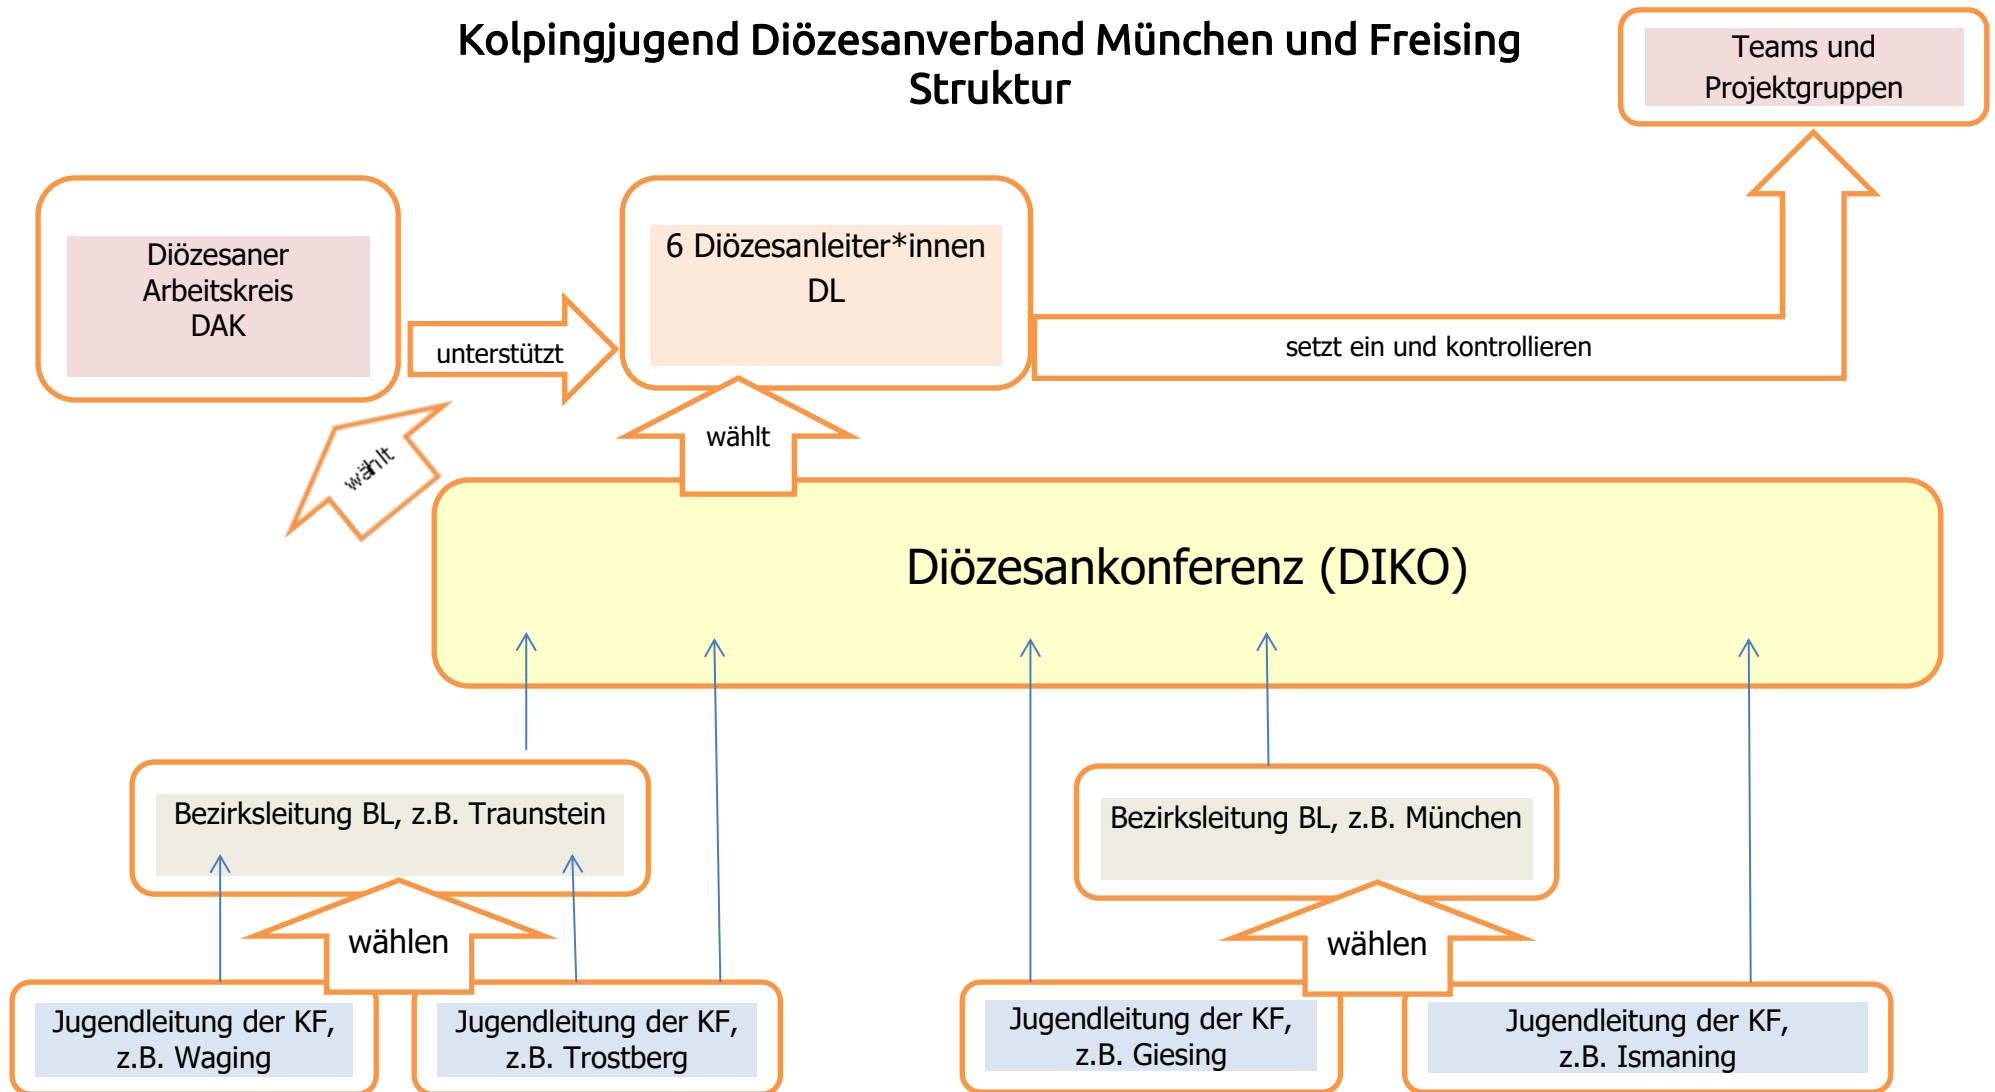 Kolpingjugend Diözesanverband München und Freising
Struktur
Teams und
Projektgruppen
Diözesaner
Arbeitskreis
DAK
unterstützt
6 Diözesanleiter*innen
DL
setzt ein und kontrollieren
wählt
wählt
Diözesankonferenz (DIKO)
Bezirksleitung BL, z.B. Traunstein
Bezirksleitung BL, z.B. München
wählen
wählen
Jugendleitung der KF,
z.B. Waging
Jugendleitung der KF,
z.B. Trostberg
Jugendleitung der KF,
z.B. Giesing
Jugendleitung der KF,
z.B. Ismaning